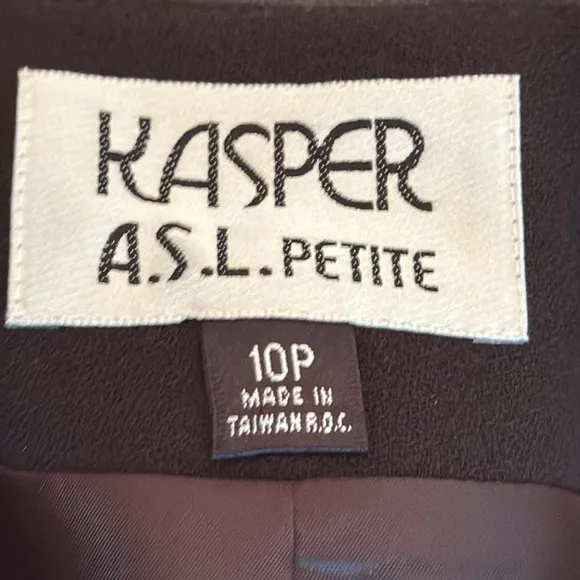 KASPER
A.S.L. PETITE
10P
MADE IN
TAIWAN R.O.C.